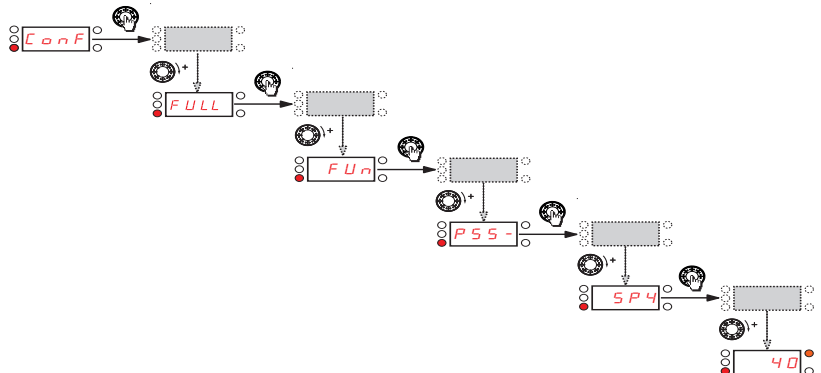 ConF
+
FULL
+
FUn
+
PSS-
+
SP4
+
40